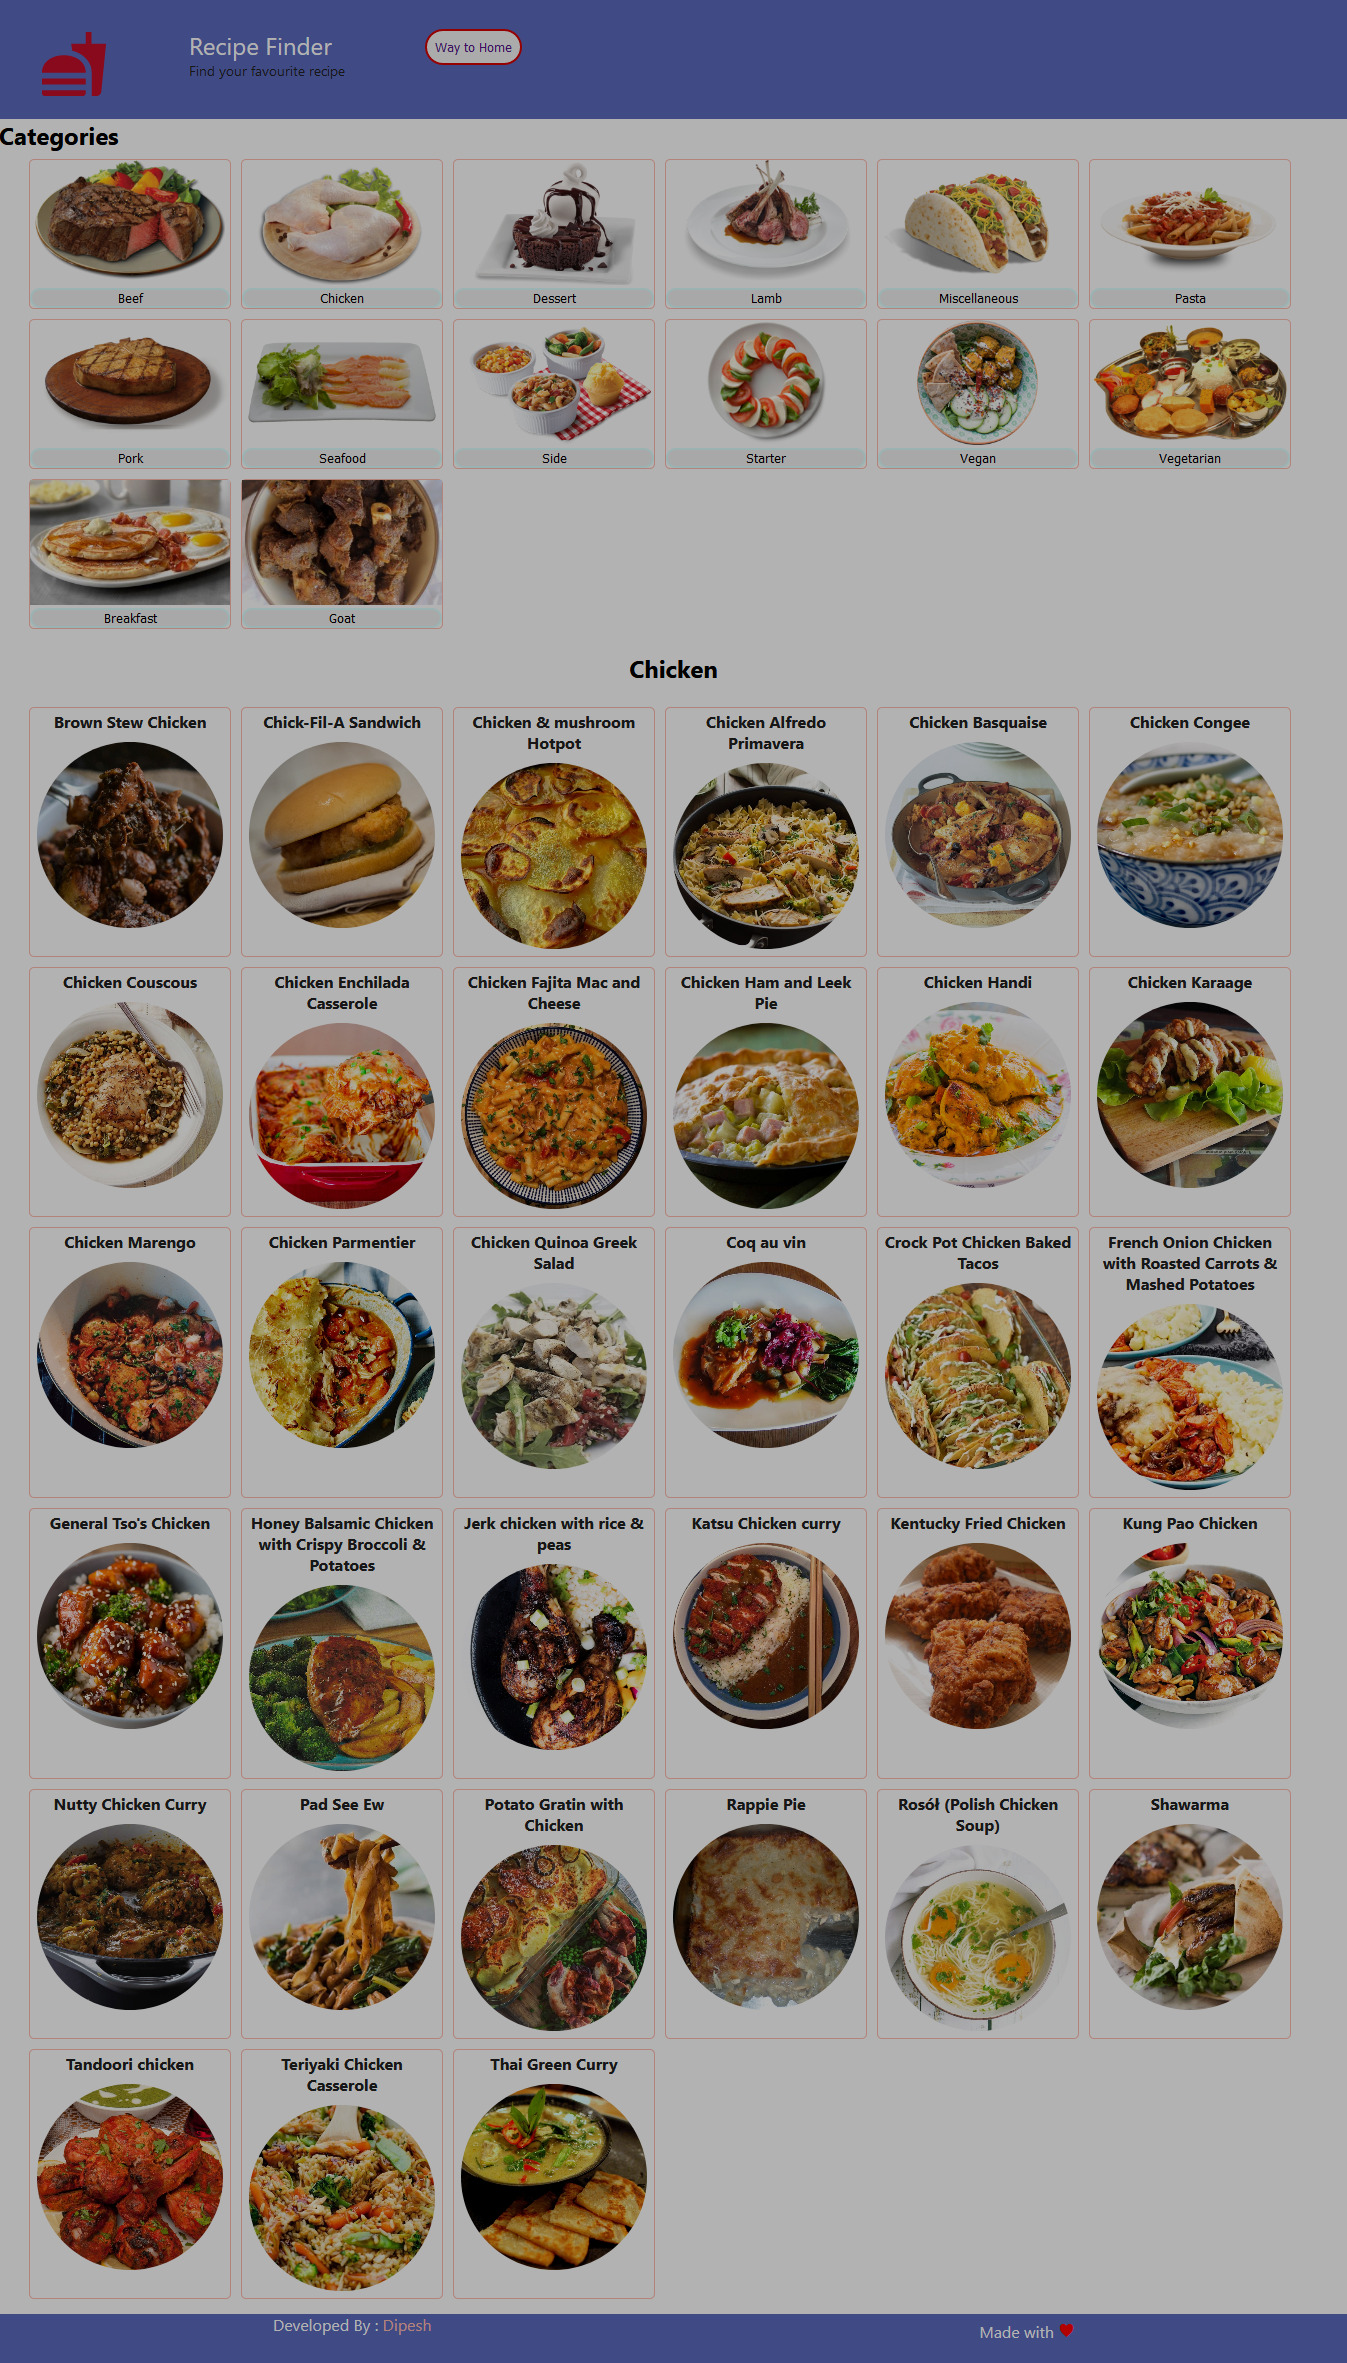 Recipe Finder
Find your favourite recipe
Way to Home
Categories
Beef
Chicken
Dessert
Lamb
Miscellaneous
Pasta
Pork
Seafood
Side
Starter
Vegan
Vegetarian
Breakfast
Goat
Chicken
Brown Stew Chicken
Chick-Fil-A Sandwich
Chicken & mushroom
Hotpot
Chicken Alfredo
Primavera
Chicken Basquaise
Chicken Congee
Chicken Couscous
Chicken Enchilada
Casserole
Chicken Fajita Mac and
Cheese
Chicken Ham and Leek
Pie
Chicken Handi
Chicken Karaage
Chicken Marengo
Chicken Parmentier
Chicken Quinoa Greek
Salad
Coq au vin
Crock Pot Chicken Baked
Tacos
French Onion Chicken
with Roasted Carrots &
Mashed Potatoes
General Tso's Chicken
Honey Balsamic Chicken
with Crispy Broccoli &
Potatoes
Jerk chicken with rice &
peas
Katsu Chicken curry
Kentucky Fried Chicken
Kung Pao Chicken
Nutty Chicken Curry
Pad See Ew
Potato Gratin with
Chicken
Rappie Pie
Rosół (Polish Chicken
Soup)
Shawarma
Tandoori chicken
Teriyaki Chicken
Casserole
Thai Green Curry
Developed By : Dipesh
Made with